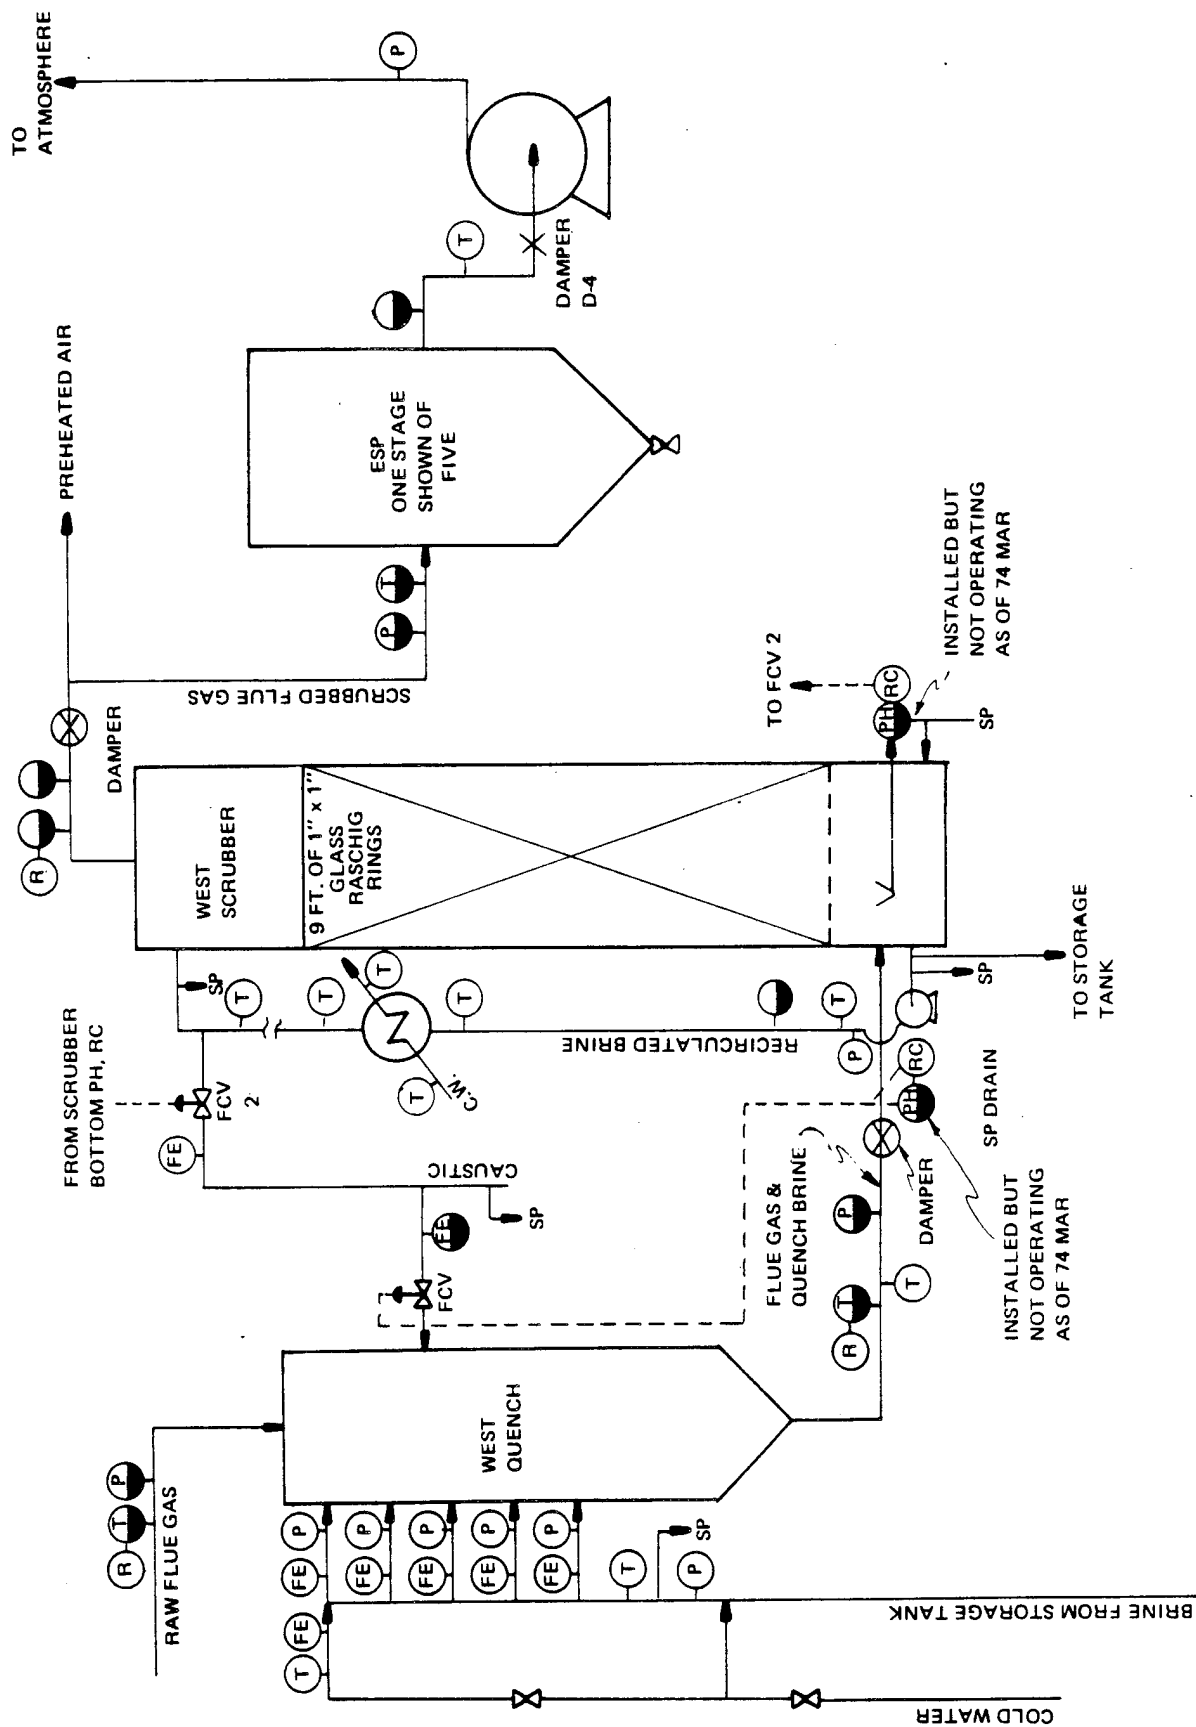 TO
ATMOSPHERE
P
T
DAMPER
D-4
PREHEATED AIR
ESP
ONE STAGE
SHOWN OF
FIVE
P
T
SCRUBBED FLUE GAS
R
DAMPER
WEST
SCRUBBER
9 FT. OF 1" x 1"
GLASS
RASCHIG
RINGS
TO FCV 2
PH
RC
SP
INSTALLED BUT
NOT OPERATING
AS OF 74 MAR
SP
T
T
T
T
T
C.W.
RECIRCULATED BRINE
T
P
SP
TO STORAGE
TANK
FROM SCRUBBER
BOTTOM PH, RC
FCV
2
FE
CAUSTIC
SP
FE
FCV
FLUE GAS &
QUENCH BRINE
PH
RC
SP DRAIN
DAMPER
P
T
R
T
INSTALLED BUT
NOT OPERATING
AS OF 74 MAR
RAW FLUE GAS
R
T
P
WEST
QUENCH
FE
P
FE
P
FE
P
FE
P
FE
P
T
FE
T
SP
P
BRINE FROM STORAGE TANK
COLD WATER